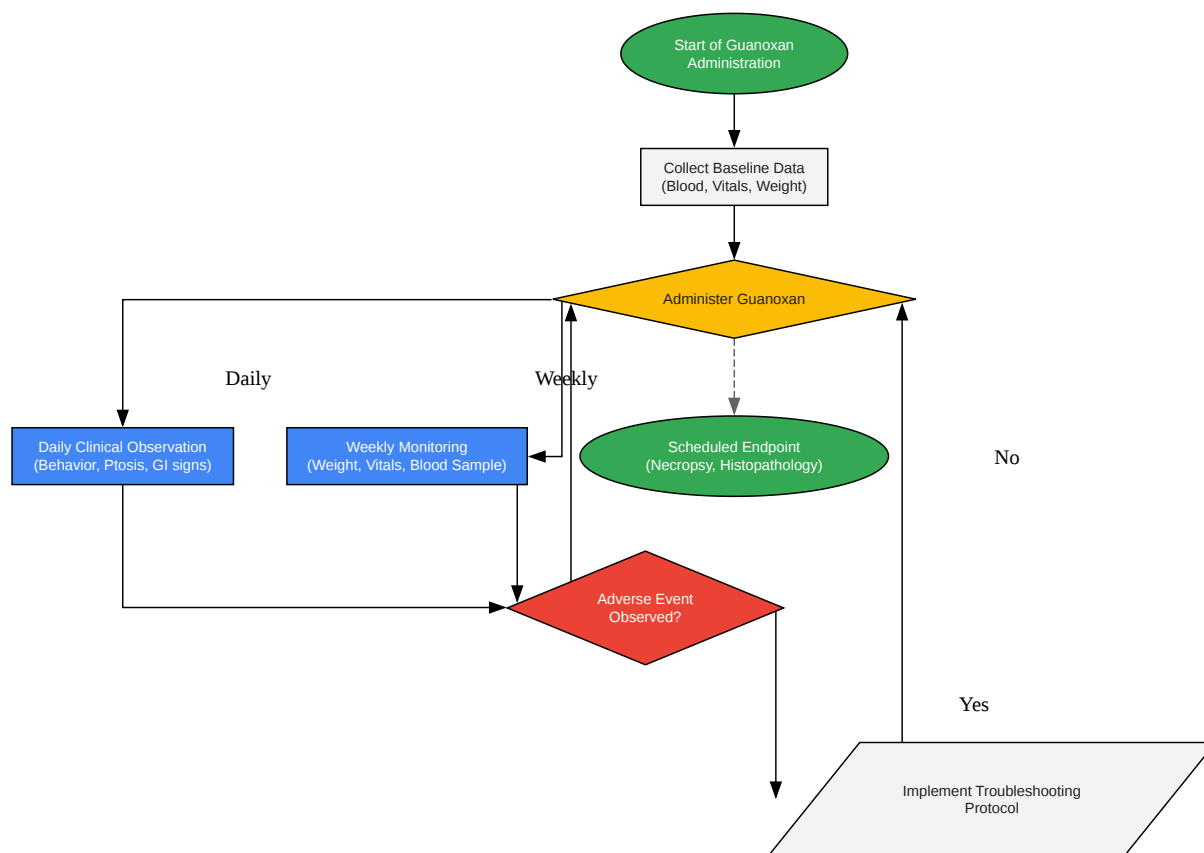 Start of Guanoxan
Administration
Collect Baseline Data
(Blood, Vitals, Weight)
Administer Guanoxan
Daily
Weekly
Daily Clinical Observation
(Behavior, Ptosis, GI signs)
Weekly Monitoring
(Weight, Vitals, Blood Sample)
Scheduled Endpoint
(Necropsy, Histopathology)
No
Adverse Event
Observed?
Yes
Implement Troubleshooting
Protocol